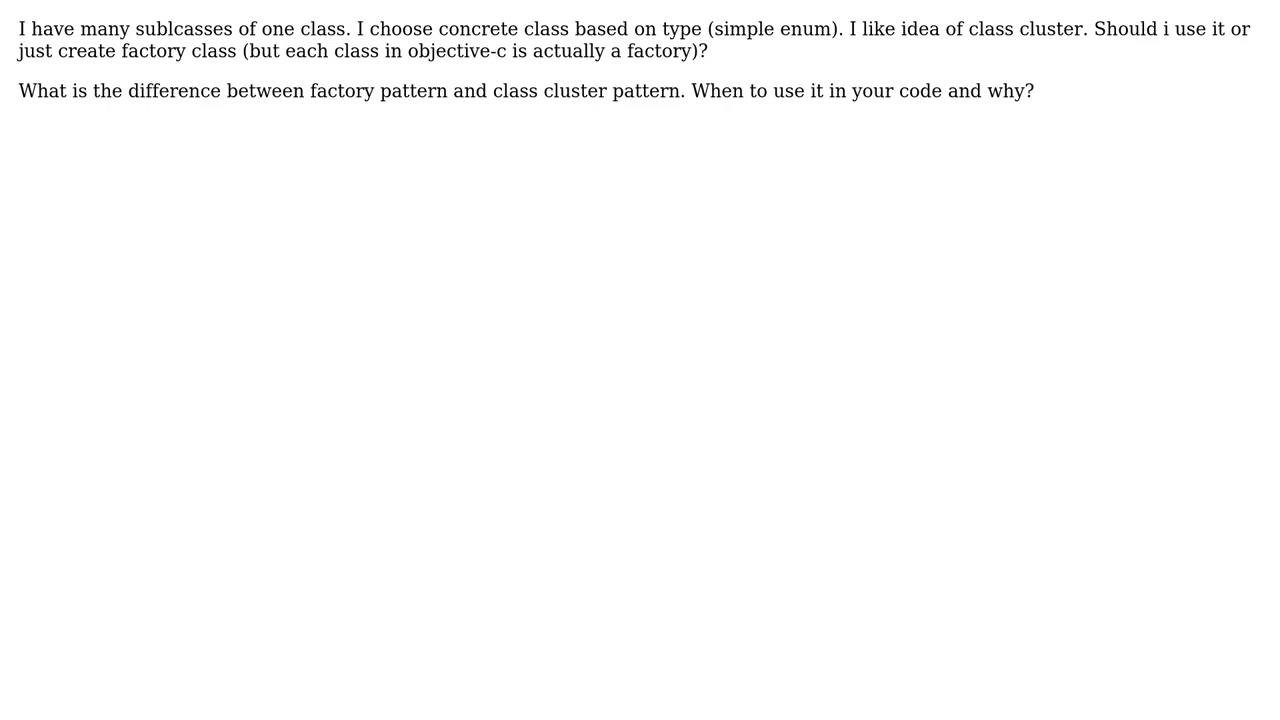 I have many sublcasses of one class. I choose concrete class based on type (simple enum). I like idea of class cluster. Should i use it or
just create factory class (but each class in objective-c is actually a factory)?
What is the difference between factory pattern and class cluster pattern. When to use it in your code and why?